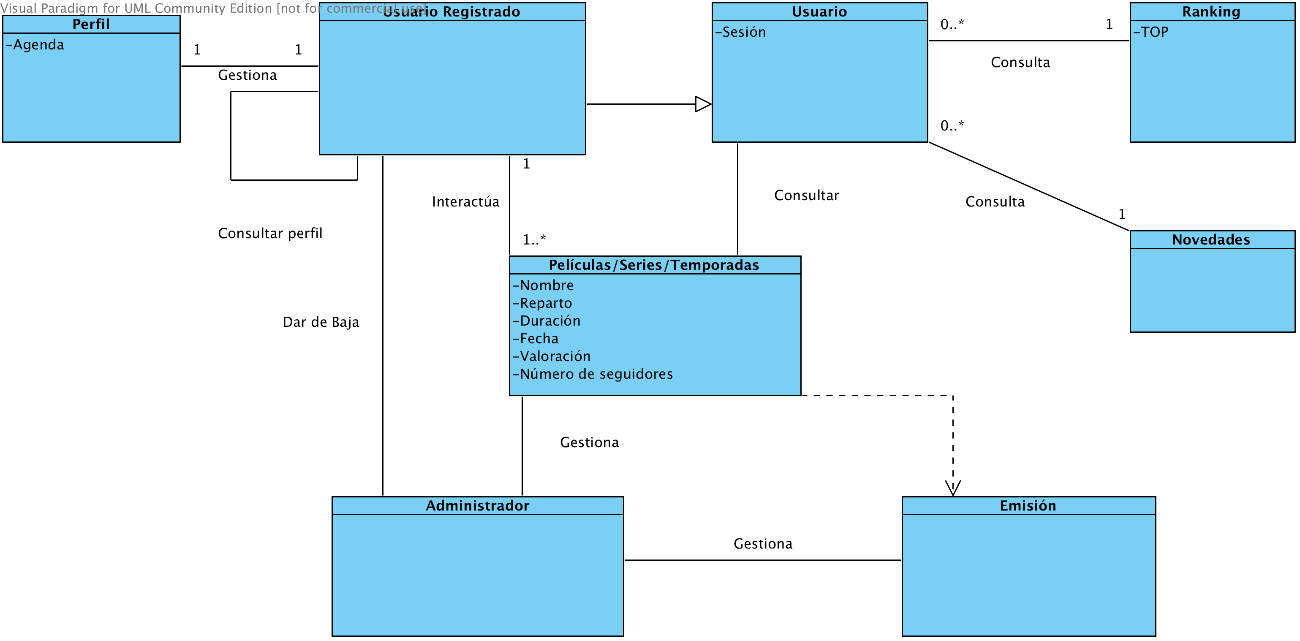 Visual Paradigm for UML Community Edition [not for commercial use]
Perfil
-Agenda
1
1
Gestiona
Usuario Registrado
Consultar perfil
Usuario
-Sesión
0..*
1
Consulta
Ranking
-TOP
0..*
Consulta
1
Novedades
1
Interactúa
1..*
Consultar
Películas/Series/Temporadas
-Nombre
-Reparto
-Duración
-Fecha
-Valoración
-Número de seguidores
Dar de Baja
Gestiona
Administrador
Gestiona
Emisión